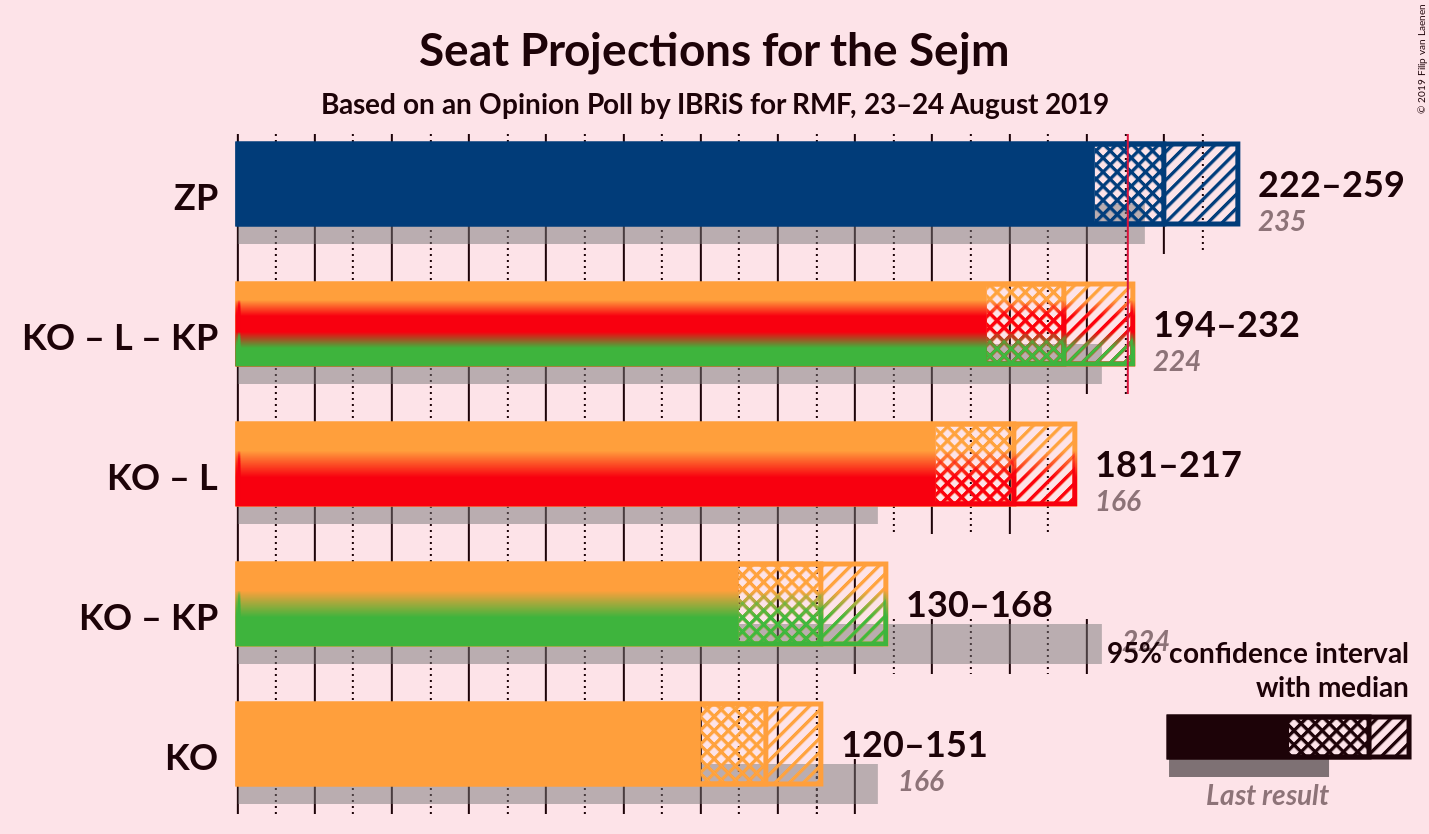 Seat Projections for the Sejm
Based on an Opinion Poll by IBRiS for RMF, 23–24 August 2019
© 2019 Filip van Laenen
ZP
222–259
235
KO – L – KP
194–232
224
KO – L
181–217
166
KO – KP
130–168
224
95% confidence interval
with median
KO
120–151
166
Last result